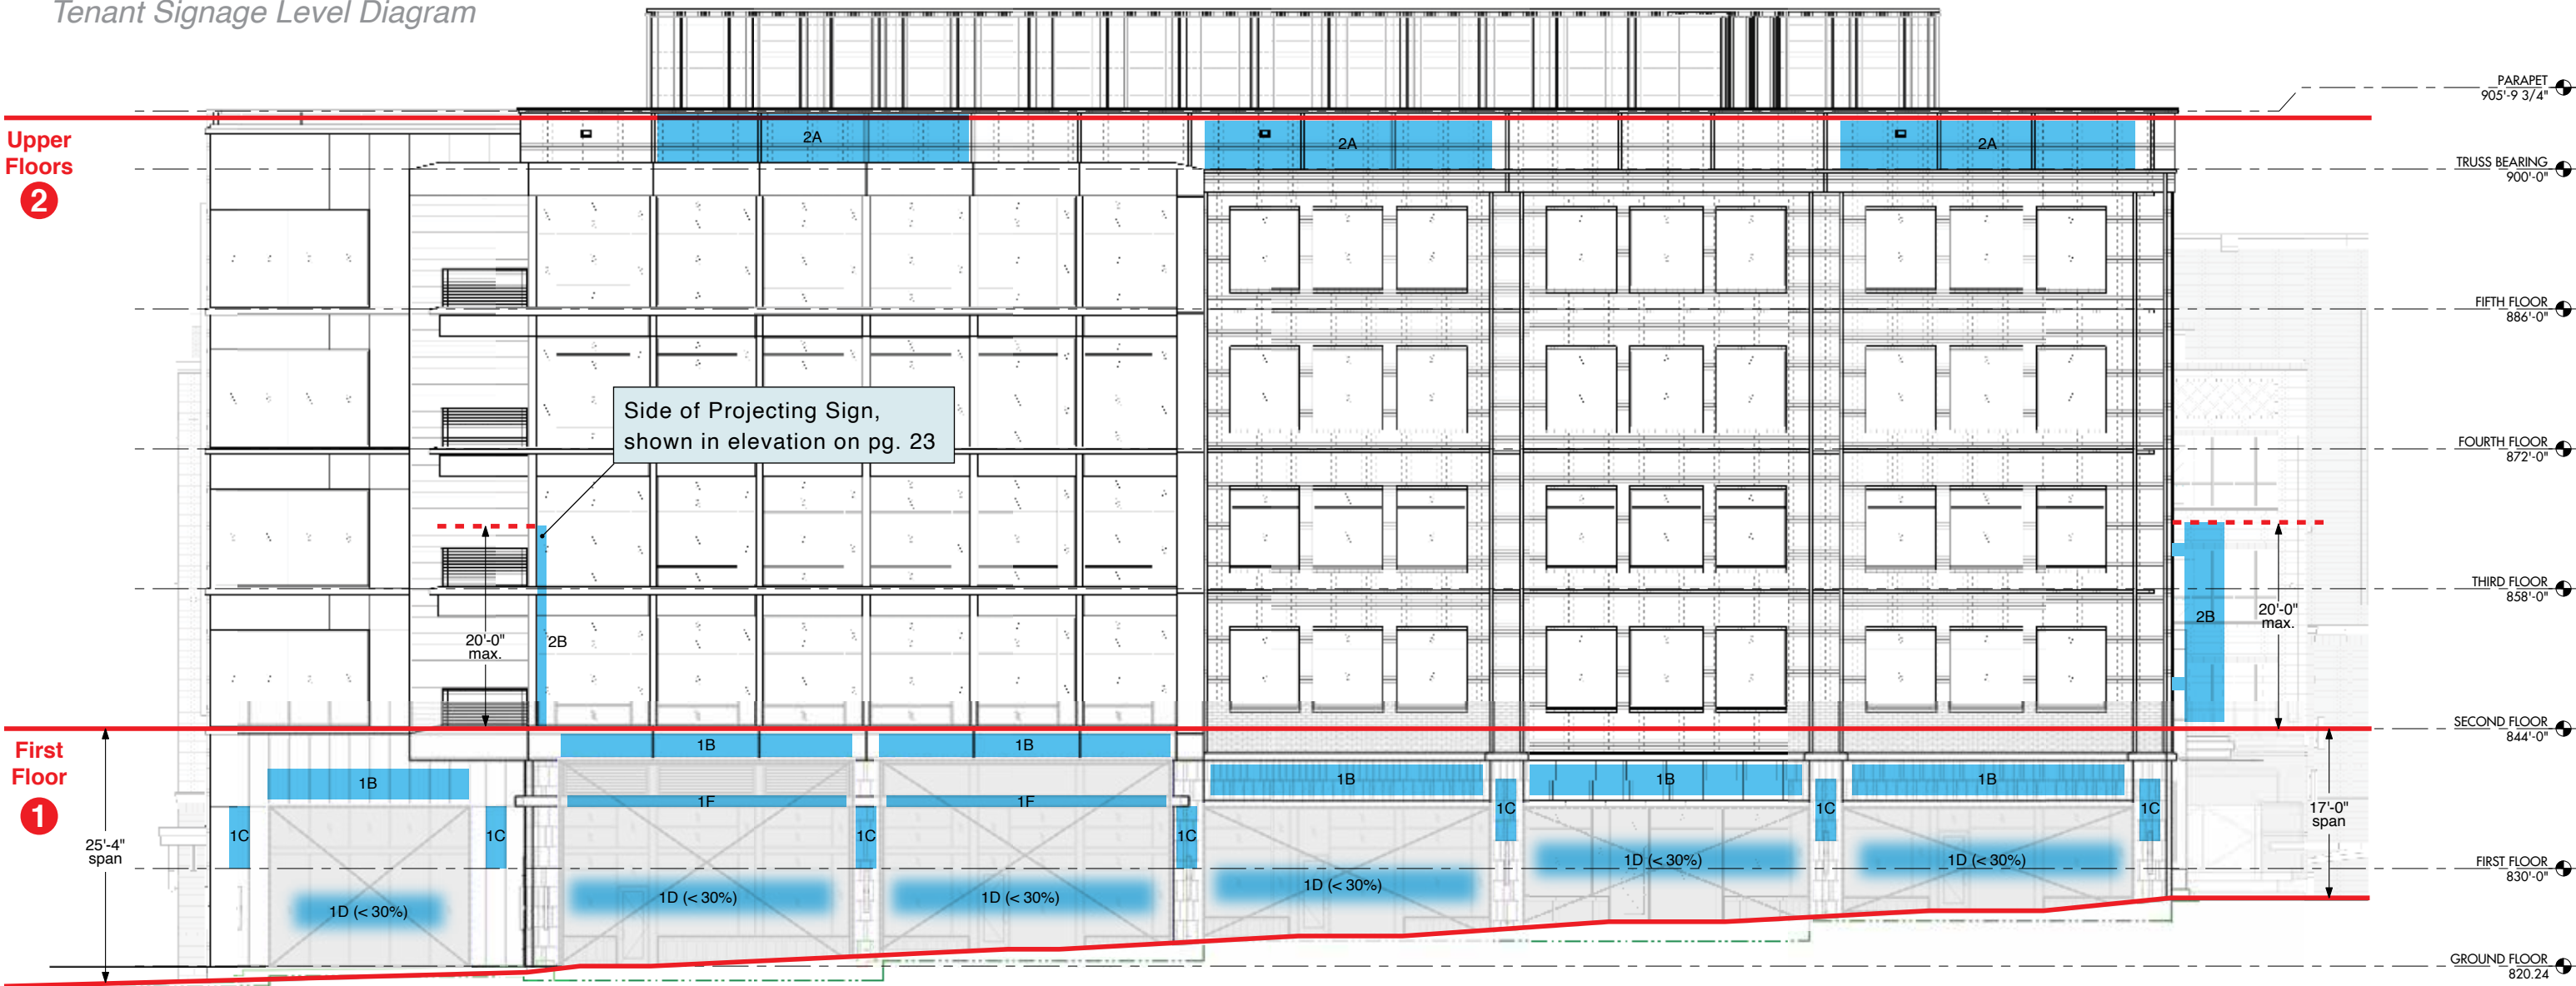 Tenant Signage Level Diagram
PARAPET
905'-9 3/4"
Upper
Floors
2
2A
2A
2A
TRUSS BEARING
900'-0"
FIFTH FLOOR
886'-0"
Side of Projecting Sign,
shown in elevation on pg. 23
FOURTH FLOOR
872'-0"
THIRD FLOOR
858'-0"
20'-0"
max.
2B
2B
20'-0"
max.
SECOND FLOOR
844'-0"
First
Floor
1
25'-4"
span
1B
1B
1B
1B
1B
1B
1F
1F
1C
1C
1C
1C
1C
1C
1C
17'-0"
span
1D (< 30%)
1D (< 30%)
1D (< 30%)
1D (< 30%)
1D (< 30%)
1D (< 30%)
FIRST FLOOR
830'-0"
GROUND FLOOR
820.24